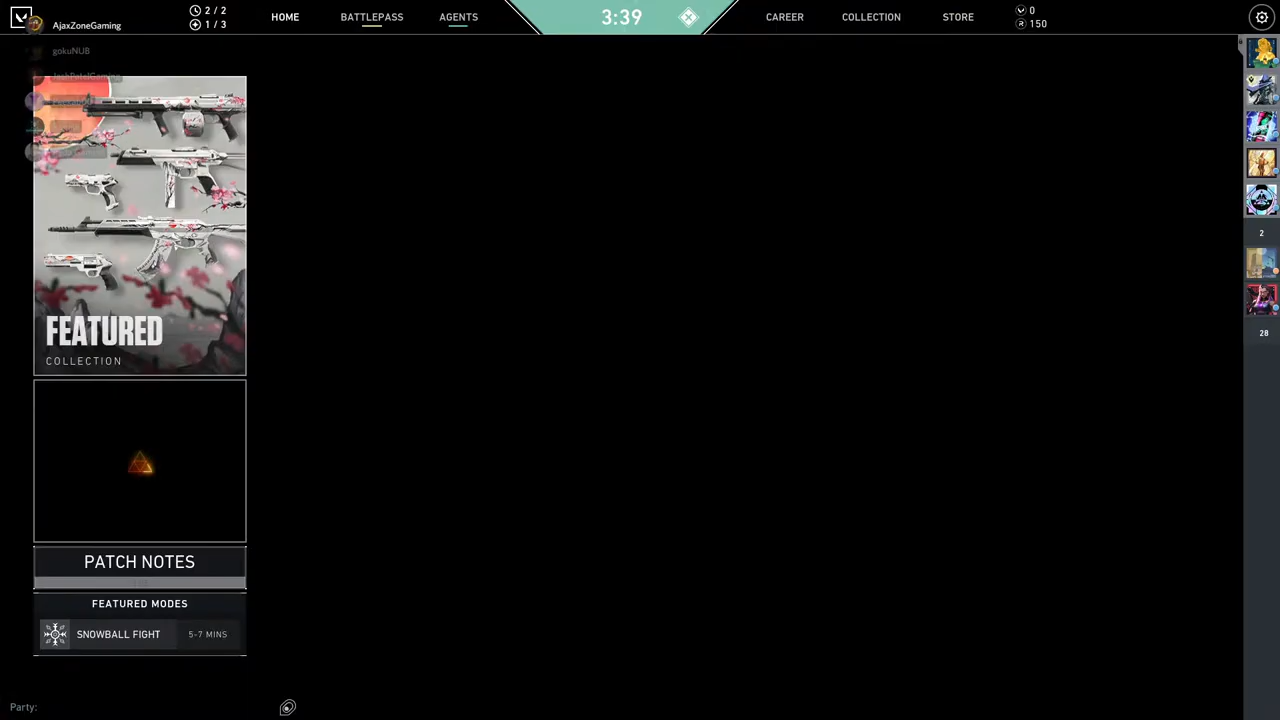 AjaxZoneGaming
2 / 2
1 / 3
HOME
BATTLEPASS
AGENTS
3:39
CAREER
COLLECTION
STORE
0
150
gokuNUB
JashPatelGaming
FEATURED
COLLECTION
PATCH NOTES
FEATURED MODES
SNOWBALL FIGHT
5-7 MINS
2
28
Party: